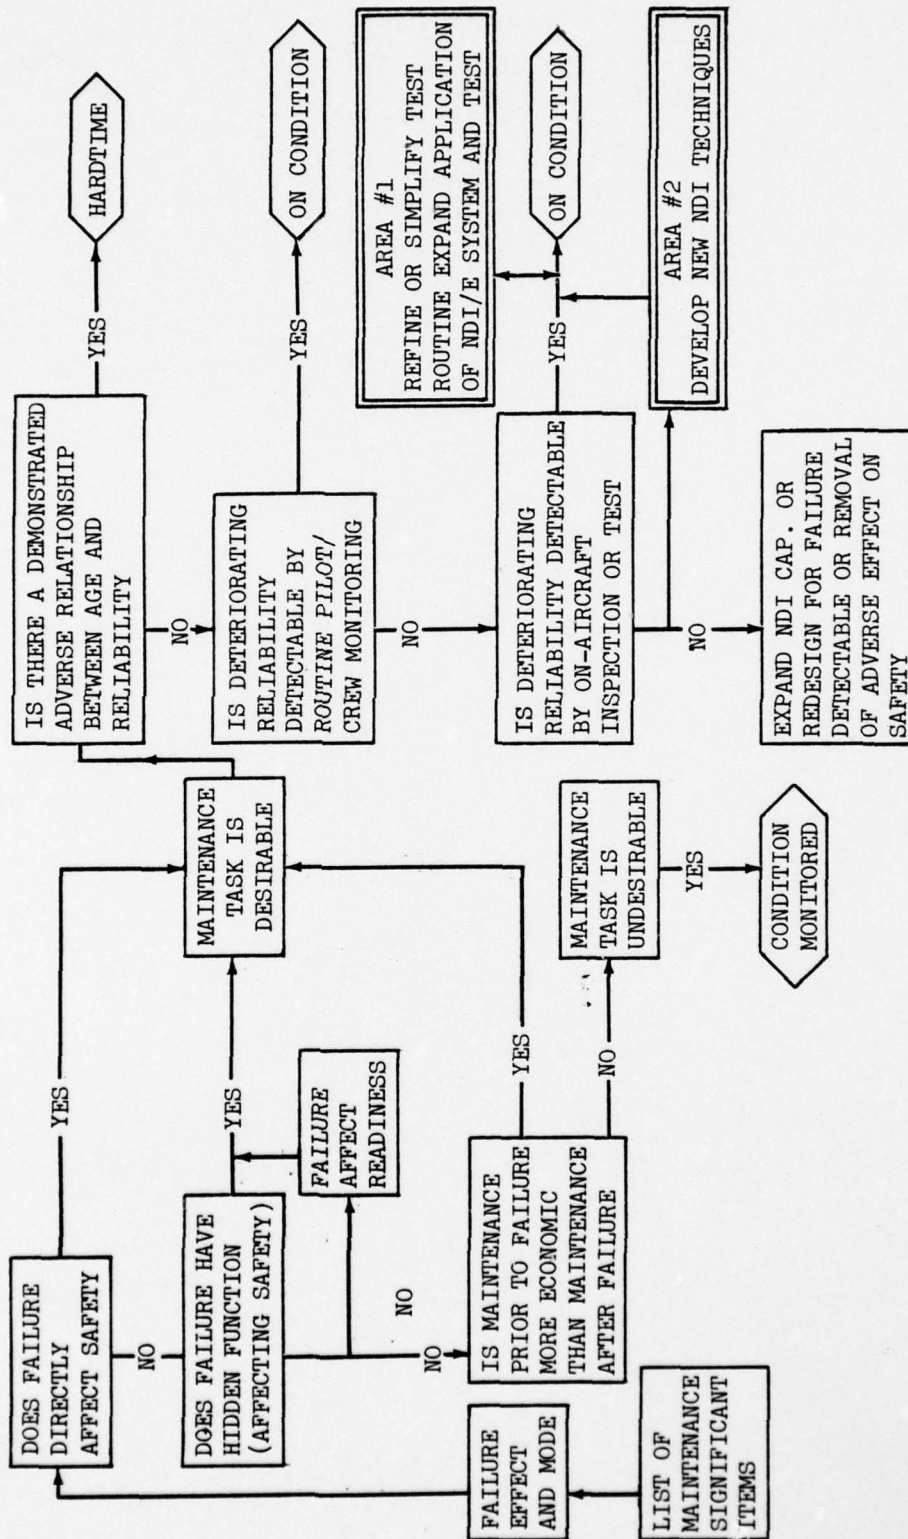 LIST OF
MAINTENANCE
SIGNIFICANT
ITEMS
FAILURE
EFFECT
AND MODE
DOES FAILURE
DIRECTLY
AFFECT SAFETY
YES
NO
DOES FAILURE HAVE
HIDDEN FUNCTION
(AFFECTING SAFETY)
YES
FAILURE
AFFECT
READINESS
NO
NO
IS MAINTENANCE
PRIOR TO FAILURE
MORE ECONOMIC
THAN MAINTENANCE
AFTER FAILURE
YES
NO
MAINTENANCE
TASK IS
DESIRABLE
MAINTENANCE
TASK IS
UNDESIRABLE
YES
CONDITION
MONITORED
IS THERE A DEMONSTRATED
ADVERSE RELATIONSHIP
BETWEEN AGE AND
RELIABILITY
YES
HARDTIME
NO
IS DETERIORATING
RELIABILITY
DETECTABLE BY
ROUTINE PILOT/
CREW MONITORING
YES
ON CONDITION
NO
IS DETERIORATING
RELIABILITY DETECTABLE
BY ON-AIRCRAFT
INSPECTION OR TEST
YES
ON CONDITION
AREA #1
REFINE OR SIMPLIFY TEST
ROUTINE EXPAND APPLICATION
OF NDI/E SYSTEM AND TEST
AREA #2
DEVELOP NEW NDI TECHNIQUES
NO
EXPAND NDI CAP. OR
REDESIGN FOR FAILURE
DETECTABLE OR REMOVAL
OF ADVERSE EFFECT ON
SAFETY